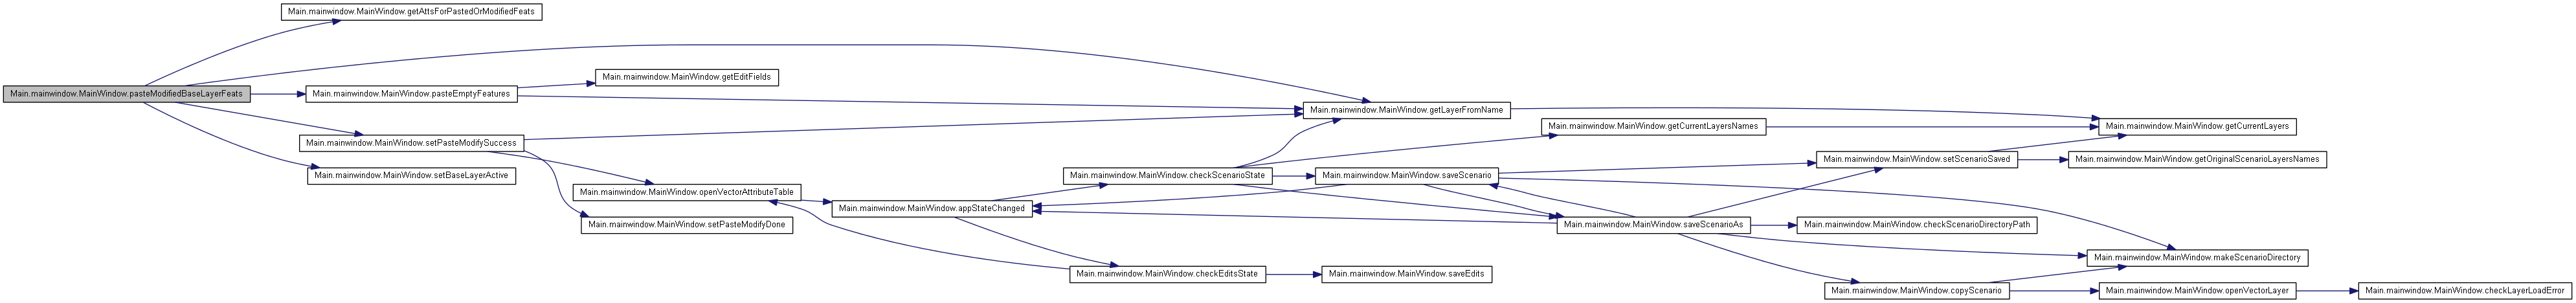 Main.mainwindow.MainWindow.pasteModifiedBaseLayerFeats
Main.mainwindow.MainWindow.getAttsForPastedOrModifiedFeats
Main.mainwindow.MainWindow.pasteEmptyFeatures
Main.mainwindow.MainWindow.setPasteModifySuccess
Main.mainwindow.MainWindow.setBaseLayerActive
Main.mainwindow.MainWindow.getEditFields
Main.mainwindow.MainWindow.openVectorAttributeTable
Main.mainwindow.MainWindow.setPasteModifyDone
Main.mainwindow.MainWindow.appStateChanged
Main.mainwindow.MainWindow.checkScenarioState
Main.mainwindow.MainWindow.checkEditsState
Main.mainwindow.MainWindow.getLayerFromName
Main.mainwindow.MainWindow.saveScenario
Main.mainwindow.MainWindow.saveEdits
Main.mainwindow.MainWindow.getCurrentLayersNames
Main.mainwindow.MainWindow.saveScenarioAs
Main.mainwindow.MainWindow.setScenarioSaved
Main.mainwindow.MainWindow.checkScenarioDirectoryPath
Main.mainwindow.MainWindow.copyScenario
Main.mainwindow.MainWindow.getCurrentLayers
Main.mainwindow.MainWindow.getOriginalScenarioLayersNames
Main.mainwindow.MainWindow.makeScenarioDirectory
Main.mainwindow.MainWindow.openVectorLayer
Main.mainwindow.MainWindow.checkLayerLoadError